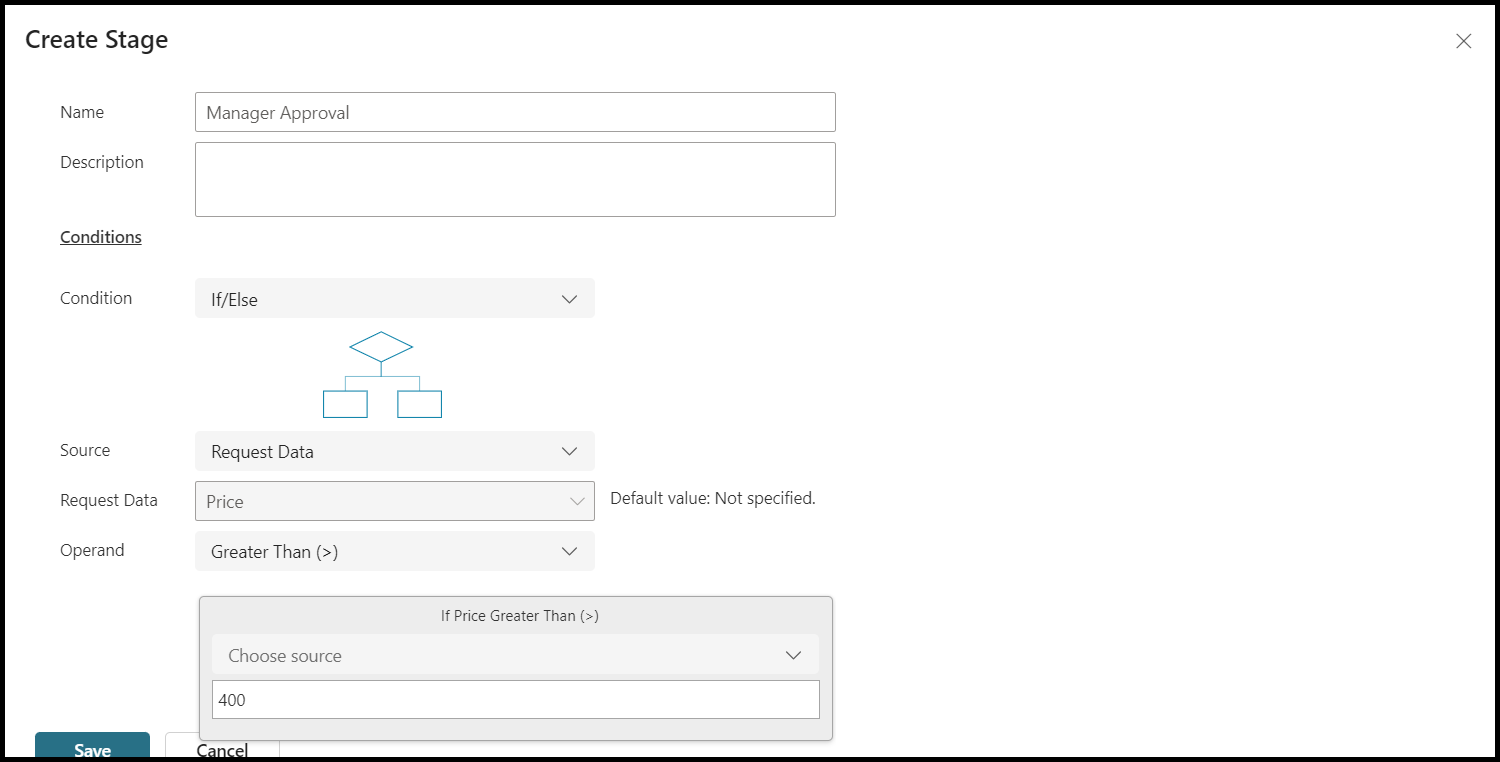 Create Stage
Name
Manager Approval
Description
Conditions
Condition
If/Else
Source
Request Data
Request Data
Price
Default value: Not specified.
Operand
Greater Than (>)
If Price Greater Than (>)
Choose source
400
Save
Cancel